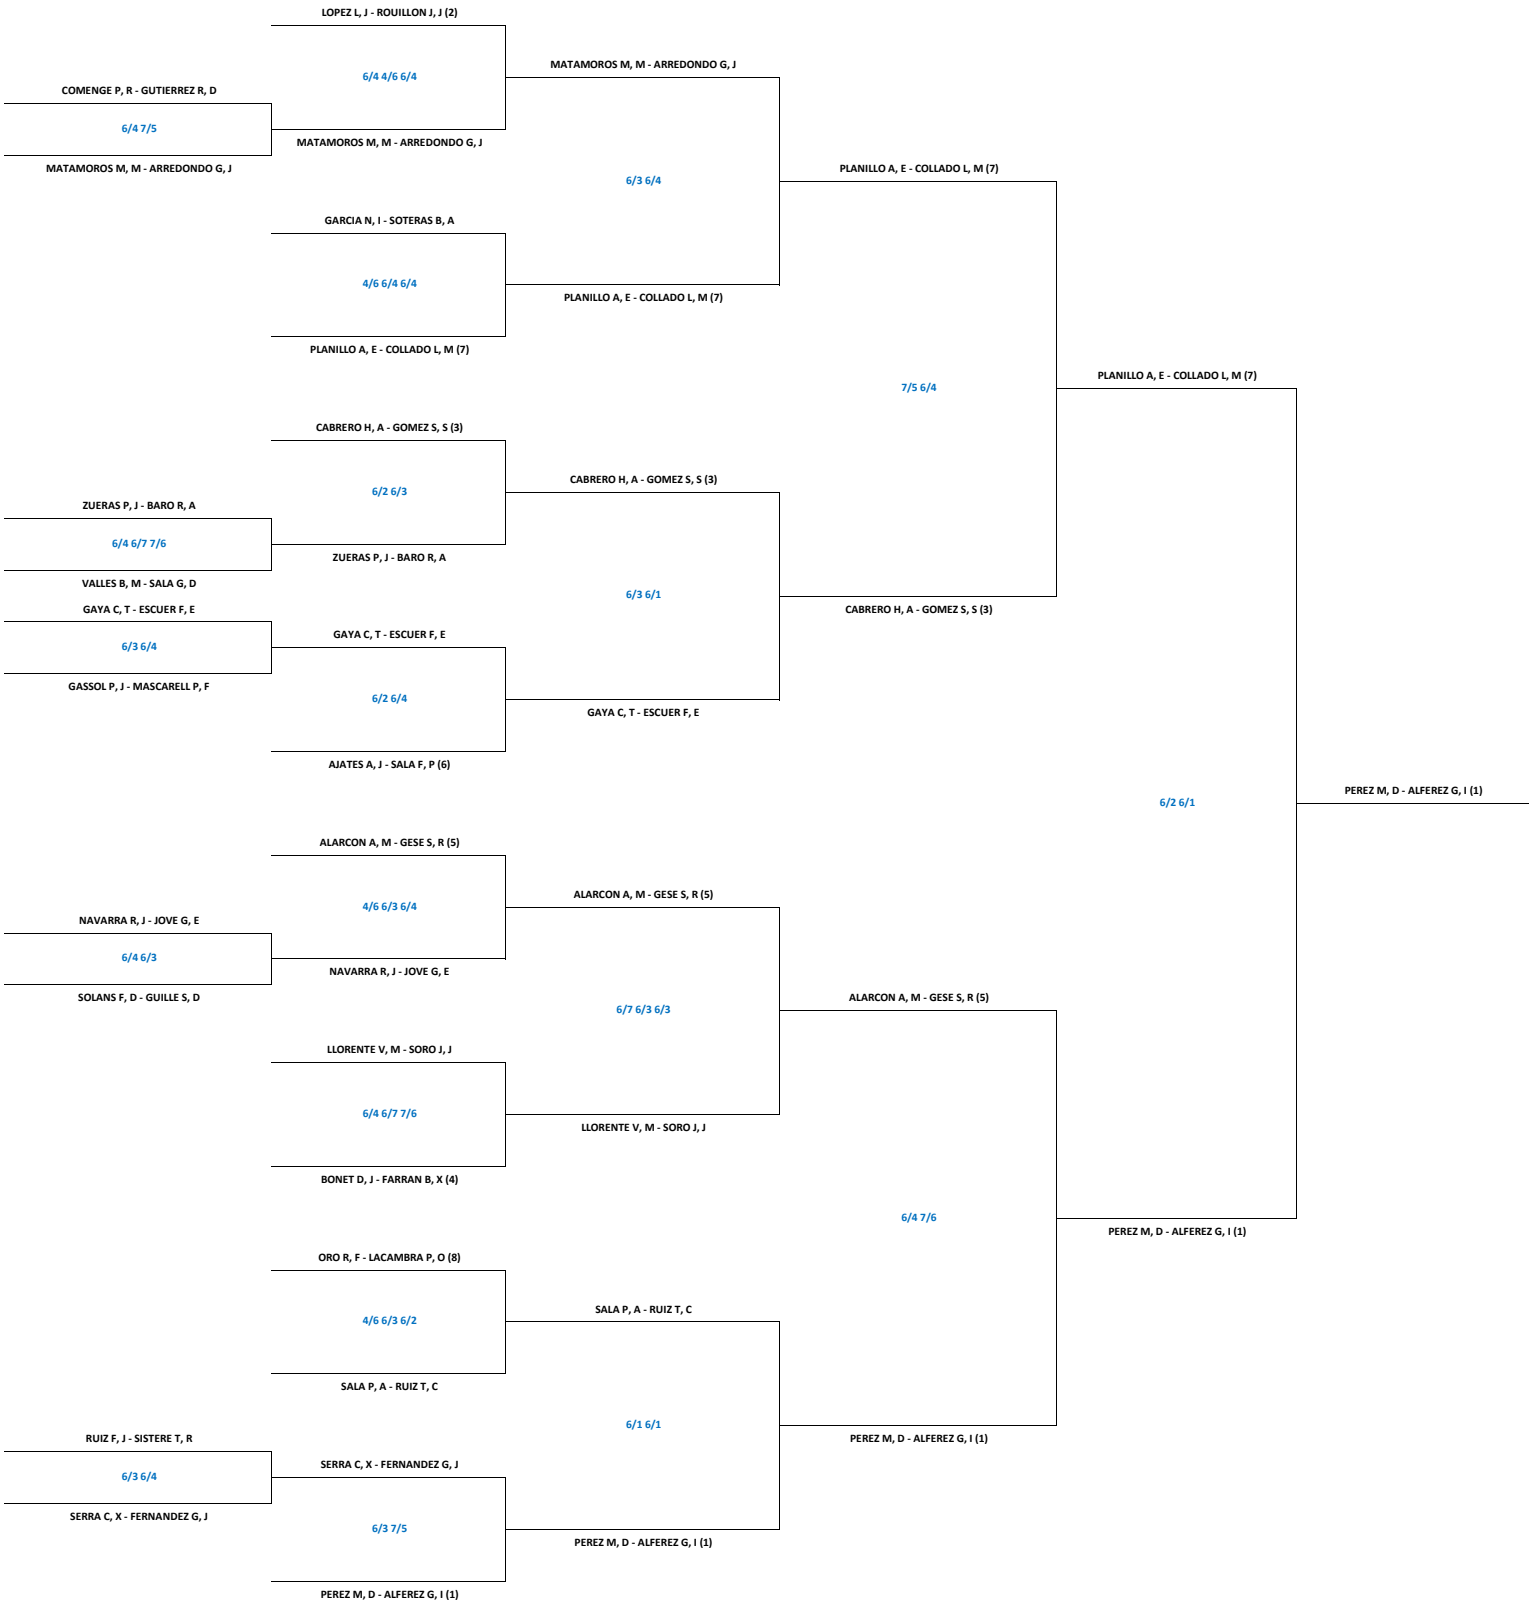 LOPEZ L, J - ROUILLON J, J (2)
MATAMOROS M, M - ARREDONDO G, J
6/4 4/6 6/4
COMENGE P, R - GUTIERREZ R, D
6/4 7/5
MATAMOROS M, M - ARREDONDO G, J
MATAMOROS M, M - ARREDONDO G, J
PLANILLO A, E - COLLADO L, M (7)
6/3 6/4
GARCIA N, I - SOTERAS B, A
4/6 6/4 6/4
PLANILLO A, E - COLLADO L, M (7)
PLANILLO A, E - COLLADO L, M (7)
PLANILLO A, E - COLLADO L, M (7)
7/5 6/4
CABRERO H, A - GOMEZ S, S (3)
CABRERO H, A - GOMEZ S, S (3)
6/2 6/3
ZUERAS P, J - BARO R, A
6/4 6/7 7/6
ZUERAS P, J - BARO R, A
VALLES B, M - SALA G, D
6/3 6/1
GAYA C, T - ESCUER F, E
CABRERO H, A - GOMEZ S, S (3)
GAYA C, T - ESCUER F, E
6/3 6/4
GASSOL P, J - MASCARELL P, F
6/2 6/4
GAYA C, T - ESCUER F, E
AJATES A, J - SALA F, P (6)
PEREZ M, D - ALFEREZ G, I (1)
6/2 6/1
ALARCON A, M - GESE S, R (5)
ALARCON A, M - GESE S, R (5)
4/6 6/3 6/4
NAVARRA R, J - JOVE G, E
6/4 6/3
NAVARRA R, J - JOVE G, E
SOLANS F, D - GUILLE S, D
ALARCON A, M - GESE S, R (5)
6/7 6/3 6/3
LLORENTE V, M - SORO J, J
6/4 6/7 7/6
LLORENTE V, M - SORO J, J
BONET D, J - FARRAN B, X (4)
6/4 7/6
PEREZ M, D - ALFEREZ G, I (1)
ORO R, F - LACAMBRA P, O (8)
SALA P, A - RUIZ T, C
4/6 6/3 6/2
SALA P, A - RUIZ T, C
6/1 6/1
RUIZ F, J - SISTERE T, R
PEREZ M, D - ALFEREZ G, I (1)
SERRA C, X - FERNANDEZ G, J
6/3 6/4
SERRA C, X - FERNANDEZ G, J
6/3 7/5
PEREZ M, D - ALFEREZ G, I (1)
PEREZ M, D - ALFEREZ G, I (1)